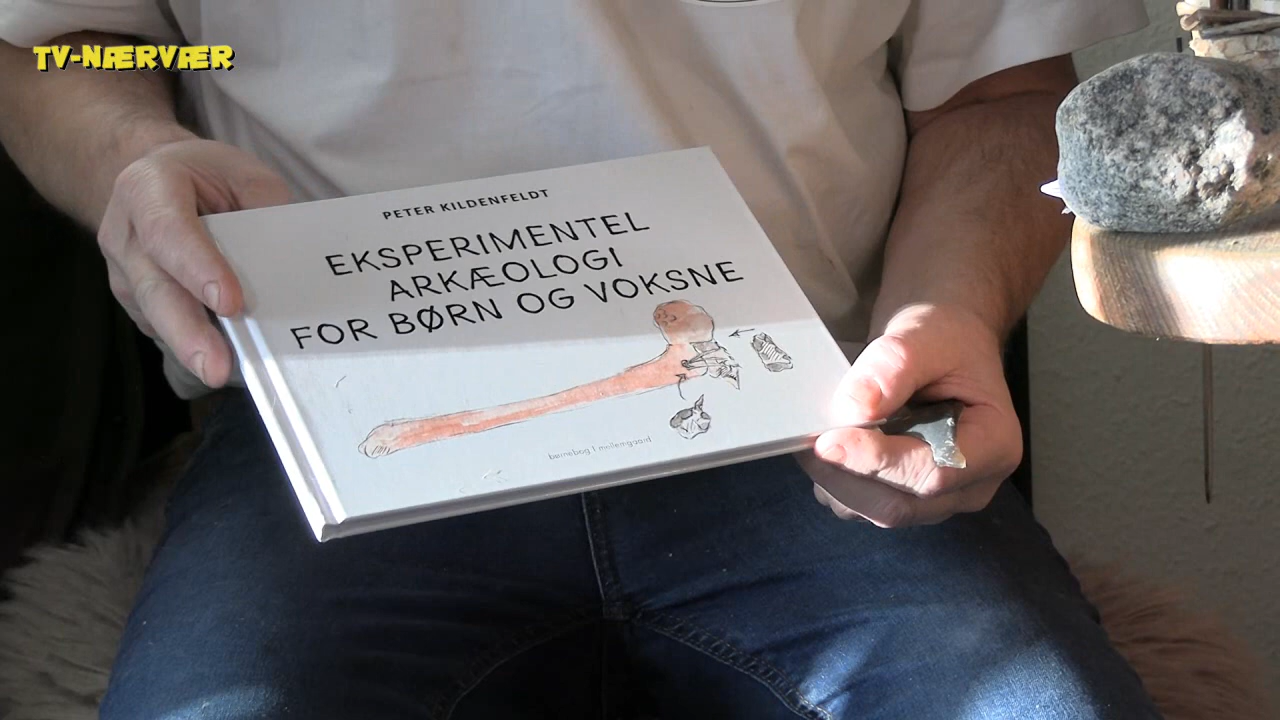 TV-NÆRVÆR
PETER KILDENFELDT
EKSPERIMENTEL
ARKÆOLOGI
FOR BØRN OG VOKSNE
børnebog | mellemgaard